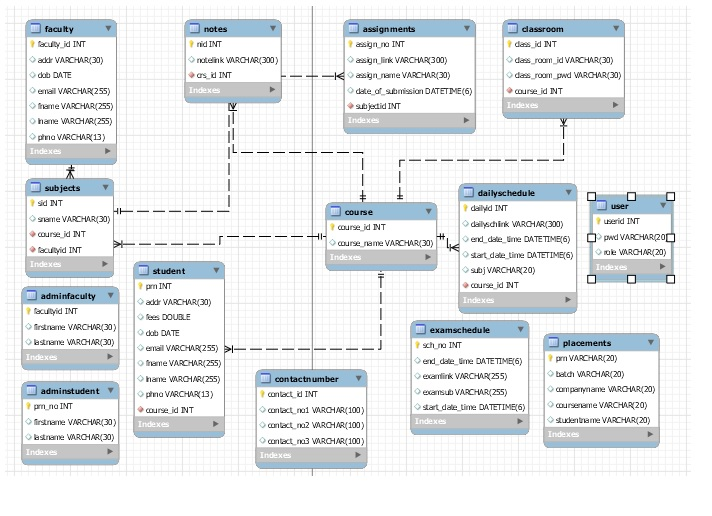 faculty
faculty_id INT
addr VARCHAR(30)
dob DATE
email VARCHAR(255)
fname VARCHAR(255)
lname VARCHAR(255)
phno VARCHAR(13)
Indexes
notes
nid INT
notelink VARCHAR(300)
crs_id INT
Indexes
assignments
assign_no INT
assign_link VARCHAR(300)
assign_name VARCHAR(30)
date_of_submission DATETIME(6)
subjectid INT
Indexes
classroom
class_id INT
class_room_id VARCHAR(30)
class_room_pwd VARCHAR(30)
course_id INT
Indexes
subjects
sid INT
sname VARCHAR(30)
course_id INT
facultyid INT
Indexes
course
course_id INT
course_name VARCHAR(30)
Indexes
dailyschedule
dailyid INT
dailyschlink VARCHAR(300)
end_date_time DATETIME(6)
start_date_time DATETIME(6)
subj VARCHAR(20)
course_id INT
Indexes
user
userid INT
pwd VARCHAR(20)
role VARCHAR(20)
Indexes
student
prn INT
addr VARCHAR(30)
fees DOUBLE
dob DATE
email VARCHAR(255)
fname VARCHAR(255)
lname VARCHAR(255)
phno VARCHAR(13)
course_id INT
Indexes
adminfaculty
facultyid INT
firstname VARCHAR(30)
lastname VARCHAR(30)
Indexes
adminstudent
prn_no INT
firstname VARCHAR(30)
lastname VARCHAR(30)
Indexes
contactnumber
contact_id INT
contact_no1 VARCHAR(100)
contact_no2 VARCHAR(100)
contact_no3 VARCHAR(100)
Indexes
examschedule
sch_no INT
end_date_time DATETIME(6)
examlink VARCHAR(255)
examsub VARCHAR(255)
start_date_time DATETIME(6)
Indexes
placements
prn VARCHAR(20)
batch VARCHAR(20)
companyname VARCHAR(20)
coursename VARCHAR(20)
studentname VARCHAR(20)
Indexes